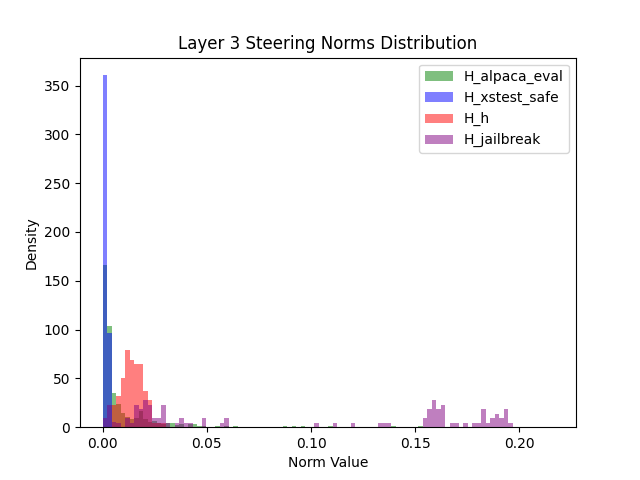 Layer 3 Steering Norms Distribution
H_alpaca_eval
H_xstest_safe
H_h
H_jailbreak
Density
350
300
250
200
150
100
50
0
0.00 0.05 0.10 0.15 0.20
Norm Value